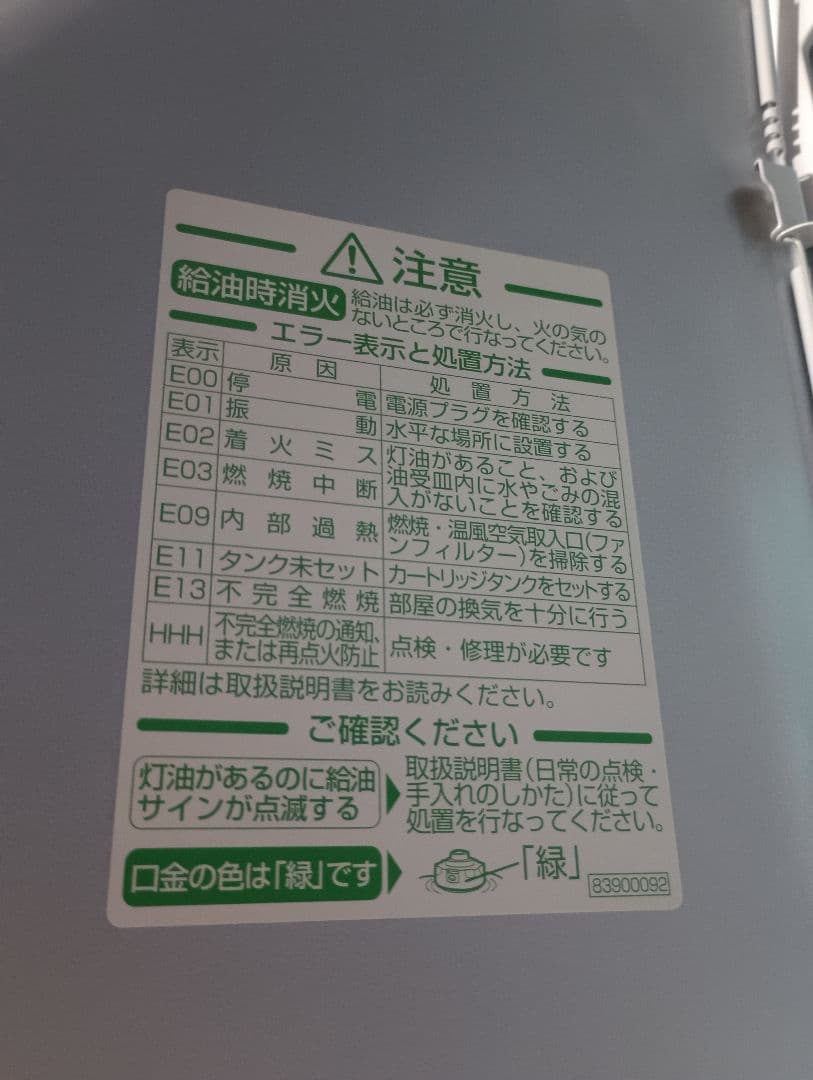 注意
給油時消火 給油は必ず消火し、火の気の
ないところで行なってください。
エラー表示と処置方法
表示 原因 処置方法
E00 停電 電源プラグを確認する
E01 振動 水平な場所に設置する
E02 着火ミス 灯油があること、および
油受皿内に水やごみの混
E03 燃焼中断 入がないことを確認する
E09 内部過熱 燃焼・温風空気取入口(ファ
ンフィルター)を掃除する
E11 タンク未セット カートリッジタンクをセットする
E13 不完全燃焼 部屋の換気を十分に行う
HHH 不完全燃焼の通知、
または再点火防止 点検・修理が必要です
詳細は取扱説明書をお読みください。
ご確認ください
灯油があるのに給油
サインが点滅する
取扱説明書(日常の点検・
手入れのしかた)に従って
処置を行なってください。
口金の色は「緑」です 「緑」
83900092